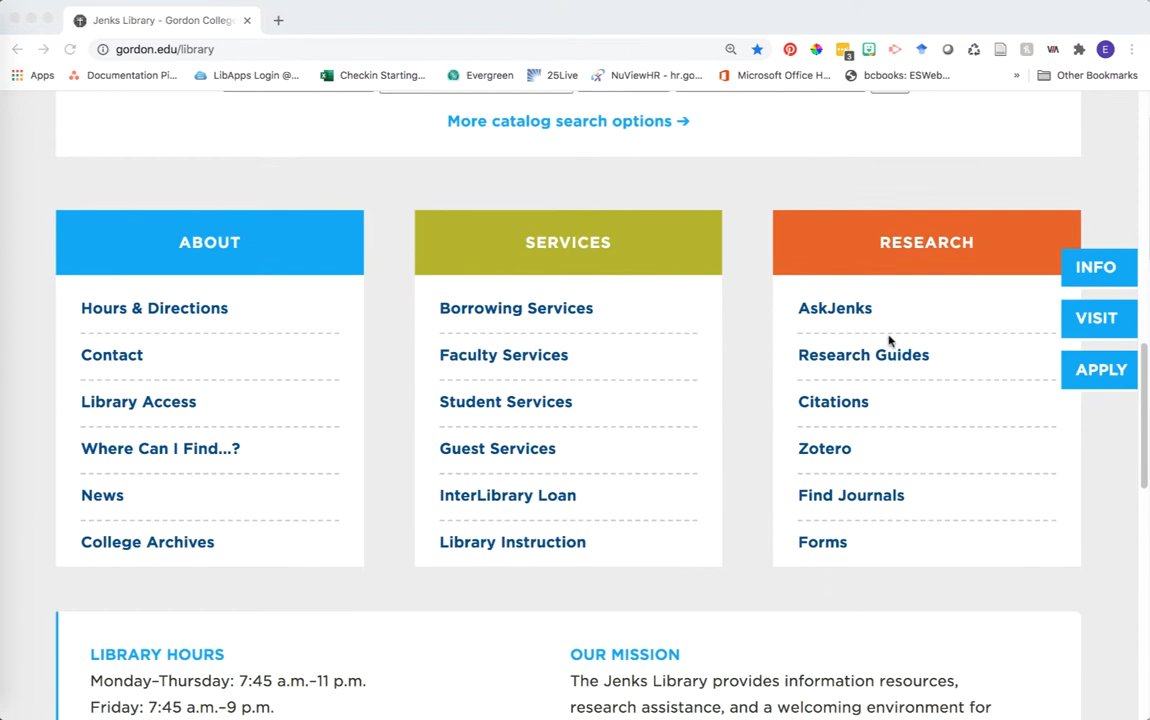 Jenks Library - Gordon Colleg
gordon.edu/library
3
E
Apps
Documentation Pi...
LibApps Login @...
Checkin Starting...
Evergreen
25Live
NuViewHR - hr.go...
Microsoft Office H...
bcbooks: ESWeb...
»
Other Bookmarks
More catalog search options →
ABOUT
Hours & Directions
Contact
Library Access
Where Can I Find...?
News
College Archives
SERVICES
Borrowing Services
Faculty Services
Student Services
Guest Services
InterLibrary Loan
Library Instruction
RESEARCH
AskJenks
Research Guides
Citations
Zotero
Find Journals
Forms
INFO
VISIT
APPLY
LIBRARY HOURS
Monday–Thursday: 7:45 a.m.–11 p.m.
Friday: 7:45 a.m.–9 p.m.
OUR MISSION
The Jenks Library provides information resources,
research assistance, and a welcoming environment for